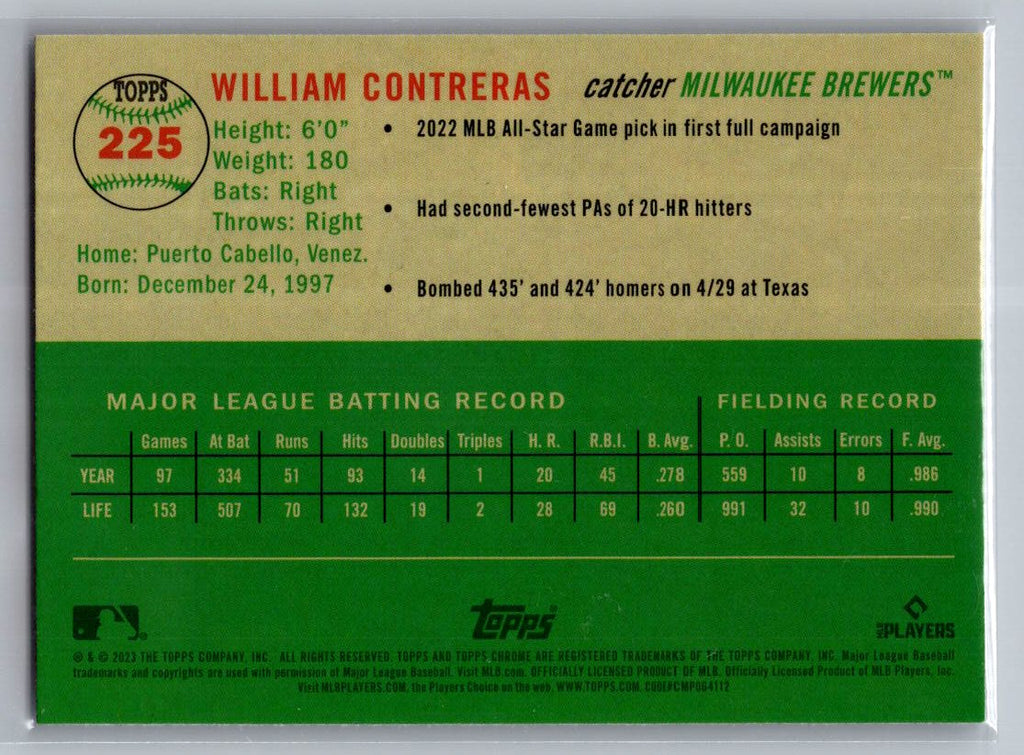 TOPPS
225
WILLIAM CONTRERAS catcher MILWAUKEE BREWERS™
Height: 6'0"
Weight: 180
Bats: Right
Throws: Right
Home: Puerto Cabello, Venez.
Born: December 24, 1997
• 2022 MLB All-Star Game pick in first full campaign
• Had second-fewest PAs of 20-HR hitters
• Bombed 435' and 424' homers on 4/29 at Texas
MAJOR LEAGUE BATTING RECORD FIELDING RECORD
Games At Bat Runs Hits Doubles Triples H. R. R.B.I. B. Avg. P. O. Assists Errors F. Avg.
YEAR 97 334 51 93 14 1 20 45 .278 559 10 8 .986
LIFE 153 507 70 132 19 2 28 69 .260 991 32 10 .990
Topps
MLB PLAYERS
® & © 2023 THE TOPPS COMPANY, INC. ALL RIGHTS RESERVED. TOPPS AND TOPPS CHROME ARE REGISTERED TRADEMARKS OF THE TOPPS COMPANY, INC. Major League Baseball
trademarks and copyrights are used with permission of Major League Baseball. Visit MLB.com. OFFICIALLY LICENSED PRODUCT OF MLB. Officially Licensed Product of MLB Players, Inc.
Visit MLBPLAYERS.com, the Players Choice on the web. WWW.TOPPS.COM. CODE#CMP064112